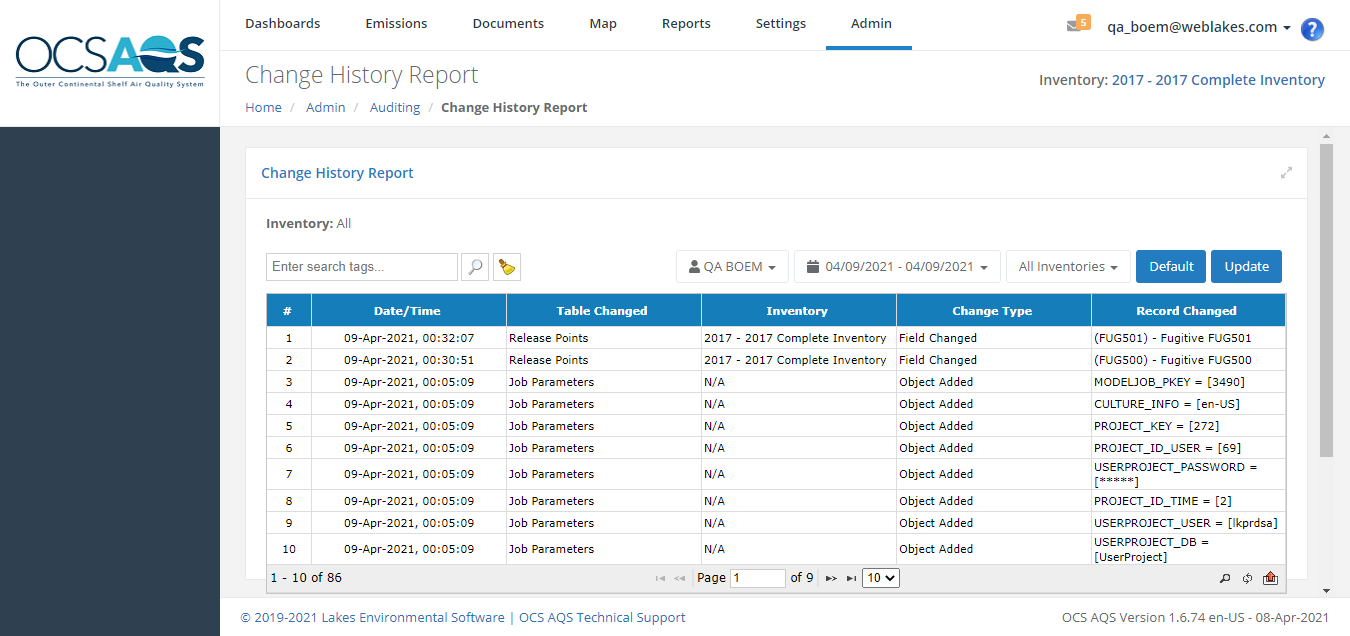 OCSAQS
The Outer Continental Shelf Air Quality System
Dashboards Emissions Documents Map Reports Settings Admin
5 qa_boem@weblakes.com ?
Change History Report
Inventory: 2017 - 2017 Complete Inventory
Home / Admin / Auditing / Change History Report
Change History Report
Inventory: All
Enter search tags... QA BOEM 04/09/2021 - 04/09/2021 All Inventories Default Update
# Date/Time Table Changed Inventory Change Type Record Changed
1 09-Apr-2021, 00:32:07 Release Points 2017 - 2017 Complete Inventory Field Changed (FUG501) - Fugitive FUG501
2 09-Apr-2021, 00:30:51 Release Points 2017 - 2017 Complete Inventory Field Changed (FUG500) - Fugitive FUG500
3 09-Apr-2021, 00:05:09 Job Parameters N/A Object Added MODELJOB_PKEY = [3490]
4 09-Apr-2021, 00:05:09 Job Parameters N/A Object Added CULTURE_INFO = [en-US]
5 09-Apr-2021, 00:05:09 Job Parameters N/A Object Added PROJECT_KEY = [272]
6 09-Apr-2021, 00:05:09 Job Parameters N/A Object Added PROJECT_ID_USER = [69]
7 09-Apr-2021, 00:05:09 Job Parameters N/A Object Added USERPROJECT_PASSWORD =
[*****]
8 09-Apr-2021, 00:05:09 Job Parameters N/A Object Added PROJECT_ID_TIME = [2]
9 09-Apr-2021, 00:05:09 Job Parameters N/A Object Added USERPROJECT_USER = [lkprdsa]
10 09-Apr-2021, 00:05:09 Job Parameters N/A Object Added USERPROJECT_DB =
[UserProject]
1 - 10 of 86 Page 1 of 9 10
© 2019-2021 Lakes Environmental Software | OCS AQS Technical Support
OCS AQS Version 1.6.74 en-US - 08-Apr-2021